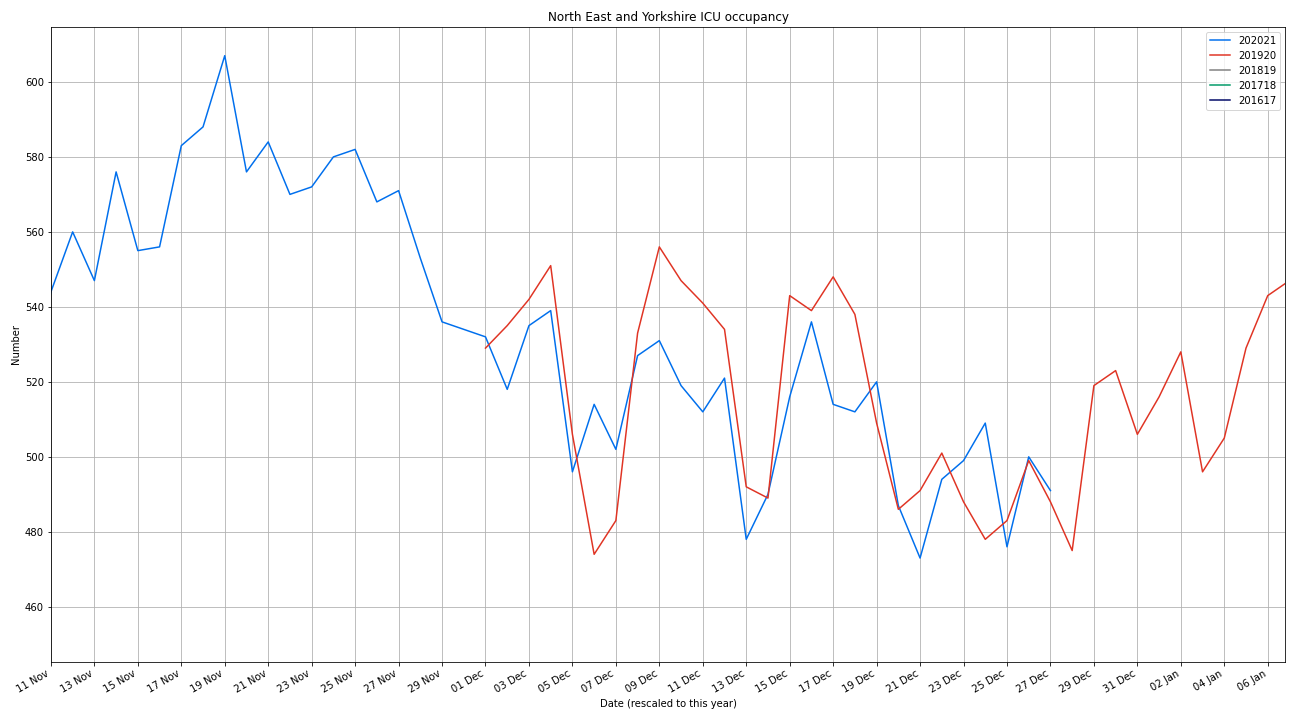 North East and Yorkshire ICU occupancy
202021
201920
201819
201718
201617
600
580
560
540
520
500
480
460
Number
11 Nov
13 Nov
15 Nov
17 Nov
19 Nov
21 Nov
23 Nov
25 Nov
27 Nov
29 Nov
01 Dec
03 Dec
05 Dec
07 Dec
09 Dec
11 Dec
13 Dec
15 Dec
17 Dec
19 Dec
21 Dec
23 Dec
25 Dec
27 Dec
29 Dec
31 Dec
02 Jan
04 Jan
06 Jan
Date (rescaled to this year)